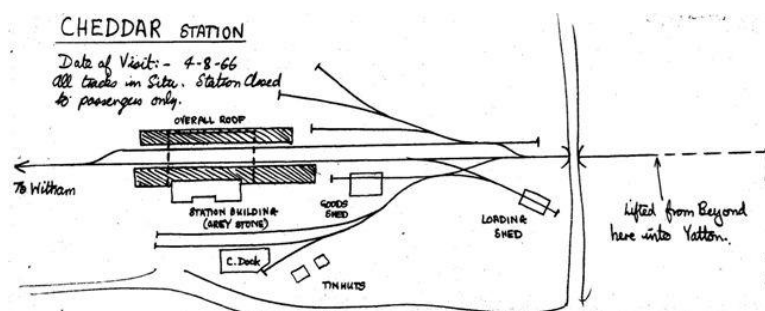 CHEDDAR STATION
Date of Visit:- 4-8-66
All tracks in Situ. Station Closed
to passengers only.
OVERALL ROOF
To Witham
STATION BUILDING
(GREY STONE)
GOODS
SHED
LOADING
SHED
Lifted from Beyond
here into Yatton.
C. Dock
TIN HUTS